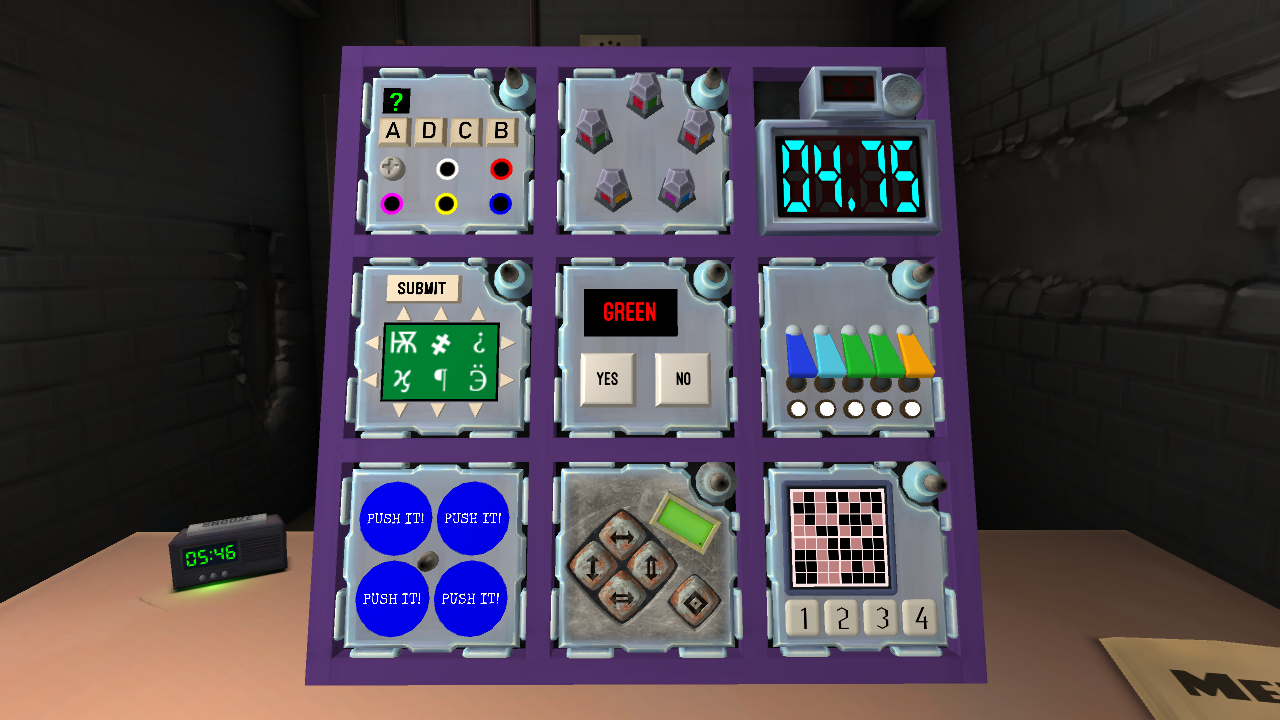 ?
A D C B
04.75
SUBMIT
Ѭ ҂ ¿
ϗ ¶ Ӭ
GREEN
YES NO
PUSH IT! PUSH IT!
PUSH IT! PUSH IT!
1 2 3 4
SNOOZE
05:46